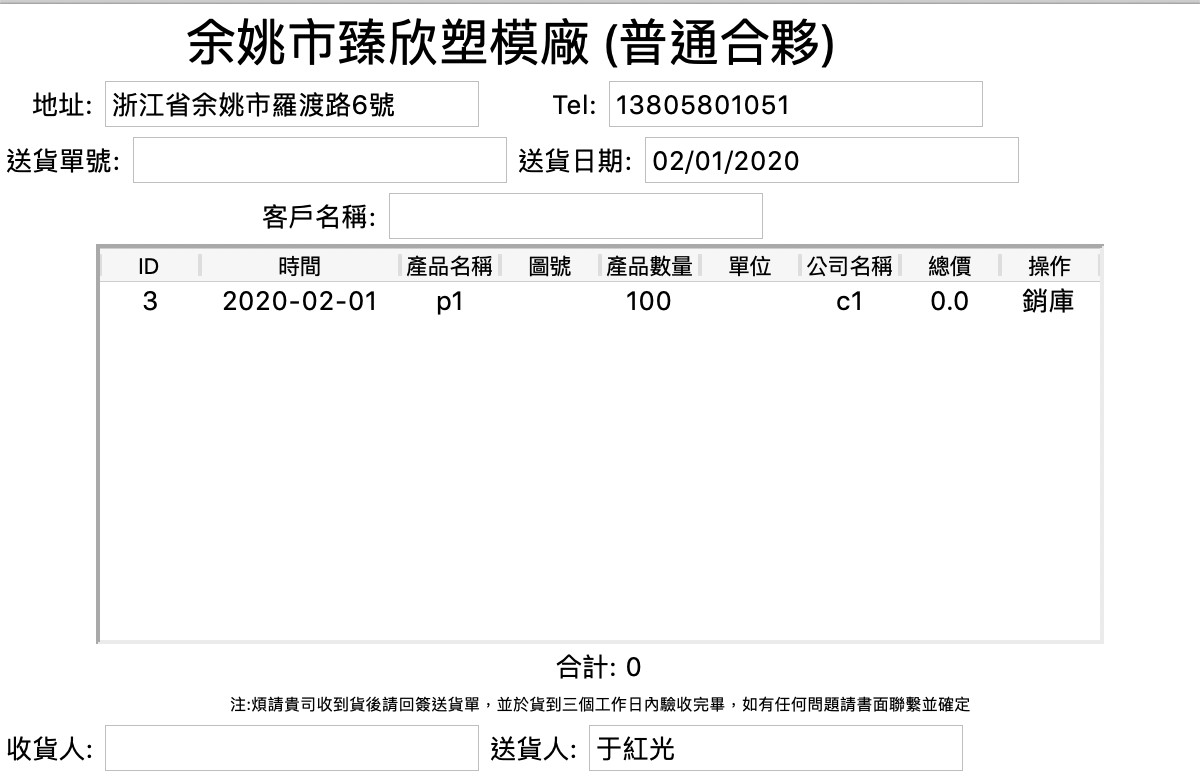 余姚市臻欣塑模廠 (普通合夥)
地址: 浙江省余姚市羅渡路6號 Tel: 13805801051
送貨單號: 送貨日期: 02/01/2020
客戶名稱:
ID 時間 產品名稱 圖號 產品數量 單位 公司名稱 總價 操作
3 2020-02-01 p1 100 c1 0.0 銷庫
合計: 0
注:煩請貴司收到貨後請回簽送貨單，並於貨到三個工作日內驗收完畢，如有任何問題請書面聯繫並確定
收貨人: 送貨人: 于紅光